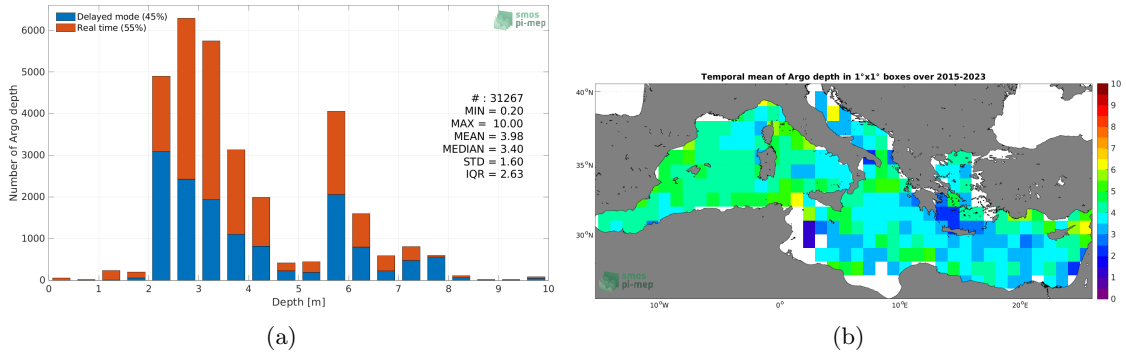 Delayed mode (45%)
Real time (55%)
smos
pi-mep
Number of Argo depth
6000
5000
4000
3000
2000
1000
0
# : 31267
MIN = 0.20
MAX = 10.00
MEAN = 3.98
MEDIAN = 3.40
STD = 1.60
IQR = 2.63
0 1 2 3 4 5 6 7 8 9 10
Depth [m]
(a)
Temporal mean of Argo depth in 1°x1° boxes over 2015-2023
40°N
35°N
30°N
10°W 0° 10°E 20°E
smos
pi-mep
10
9
8
7
6
5
4
3
2
1
0
(b)